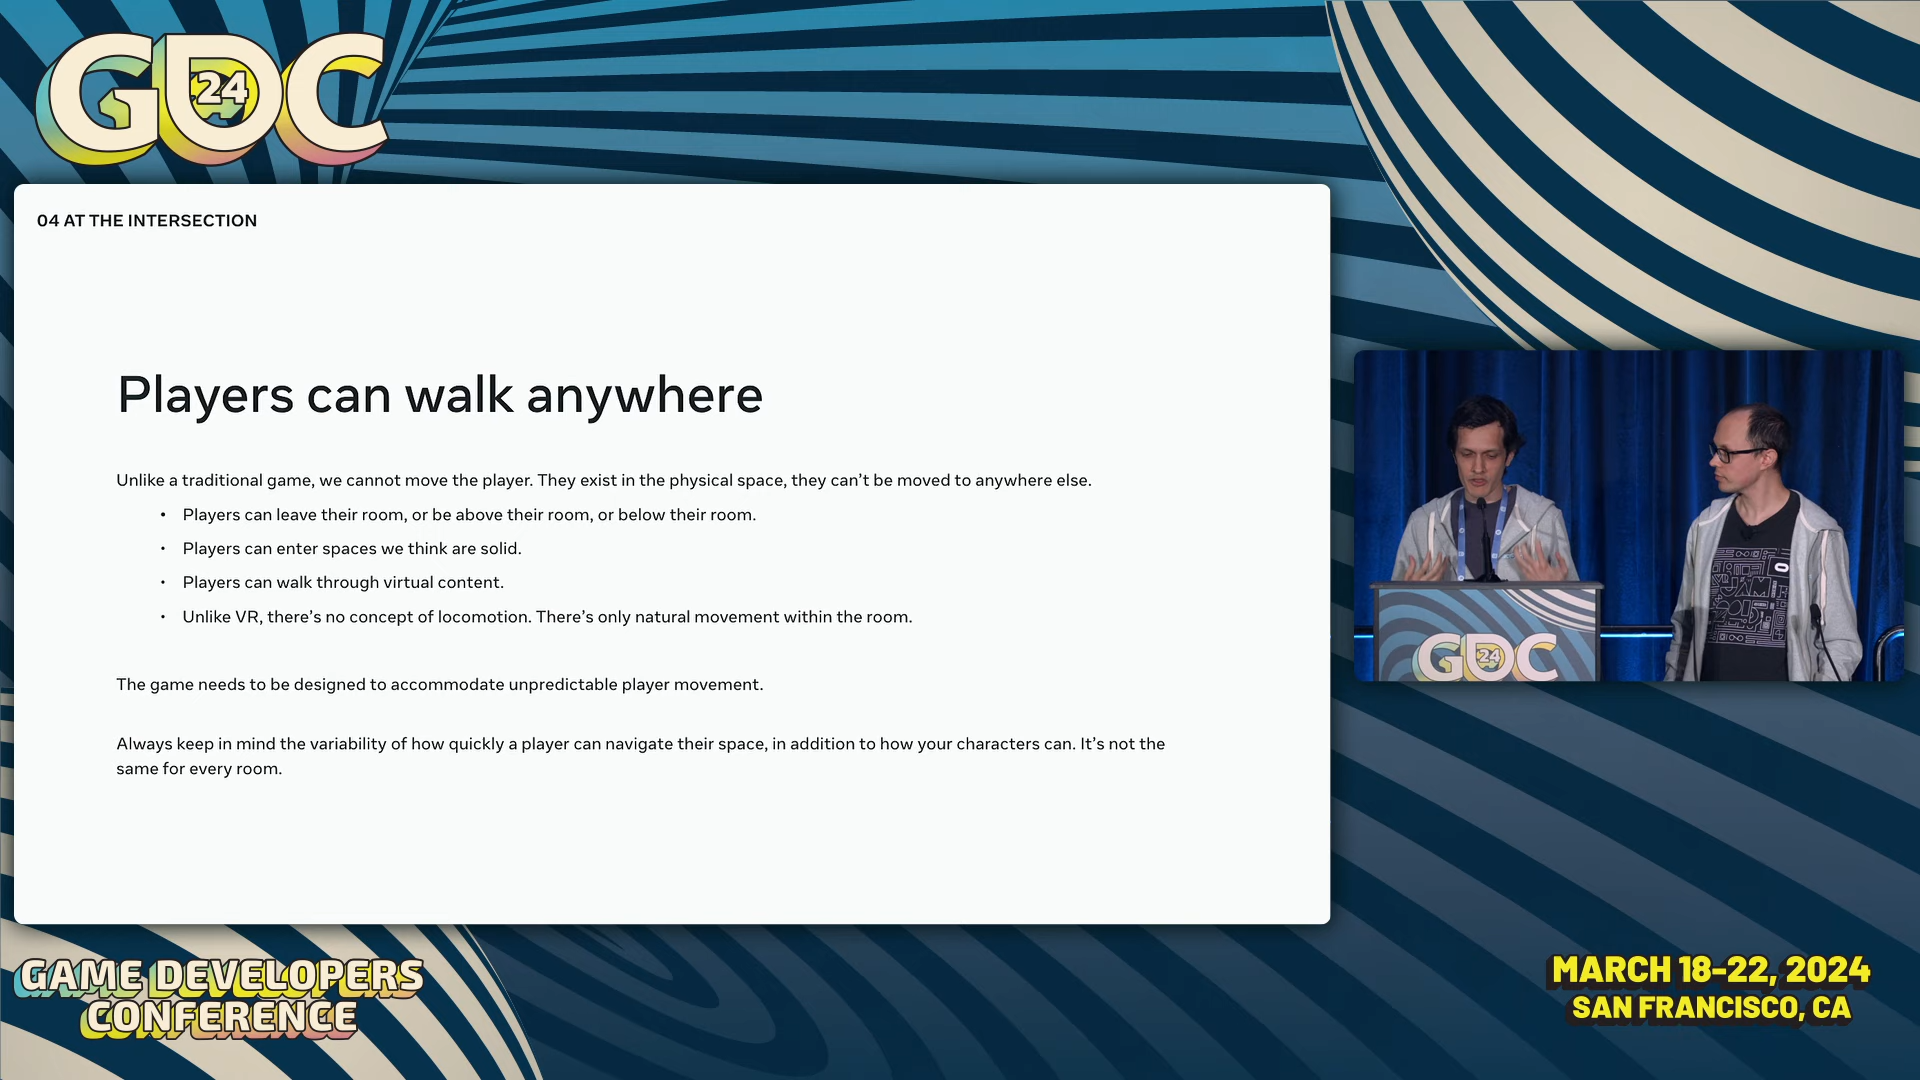 GDC
24
04 AT THE INTERSECTION
Players can walk anywhere
Unlike a traditional game, we cannot move the player. They exist in the physical space, they can’t be moved to anywhere else.
• Players can leave their room, or be above their room, or below their room.
• Players can enter spaces we think are solid.
• Players can walk through virtual content.
• Unlike VR, there’s no concept of locomotion. There’s only natural movement within the room.
The game needs to be designed to accommodate unpredictable player movement.
Always keep in mind the variability of how quickly a player can navigate their space, in addition to how your characters can. It’s not the
same for every room.
JAM
GDC
24
GAME DEVELOPERS
CONFERENCE
MARCH 18-22, 2024
SAN FRANCISCO, CA